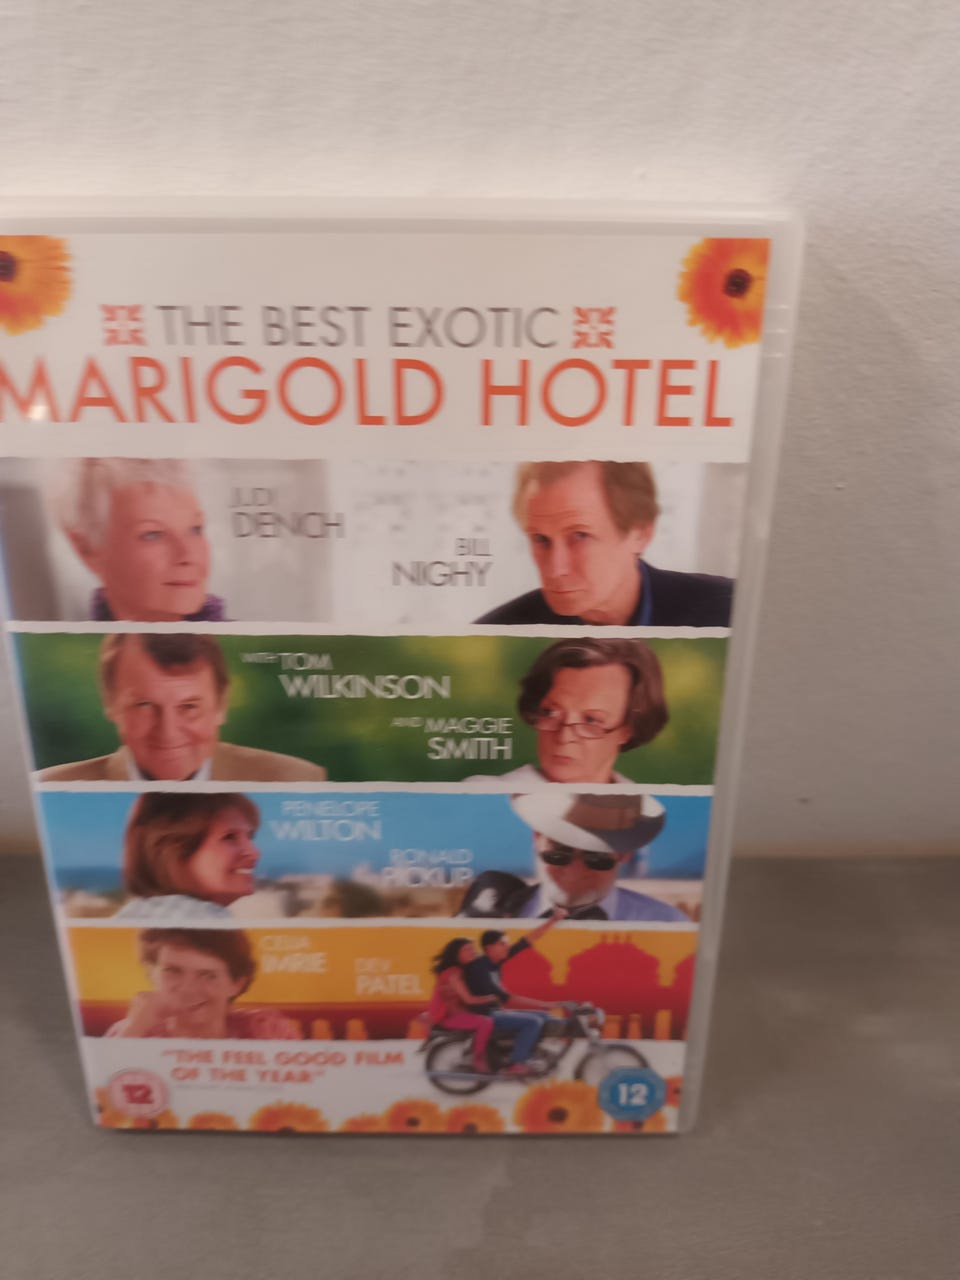 THE BEST EXOTIC
MARIGOLD HOTEL
JUDI
DENCH
BILL
NIGHY
WITH TOM
WILKINSON
AND MAGGIE
SMITH
PENELOPE
WILTON
RONALD
PICKUP
CELIA
IMRIE
DEV
PATEL
"THE FEEL GOOD FILM
OF THE YEAR"
12
12